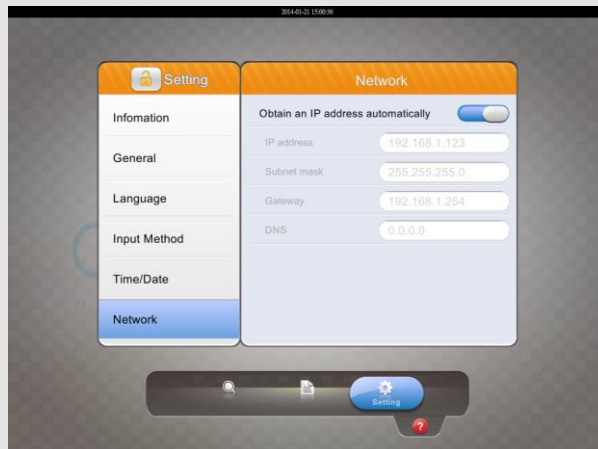 2014-01-21 15:00:36
Setting
Network
Infomation
General
Language
Input Method
Time/Date
Network
Obtain an IP address automatically
IP address 192.168.1.123
Subnet mask 255.255.255.0
Gateway 192.168.1.254
DNS 0.0.0.0
Setting
?